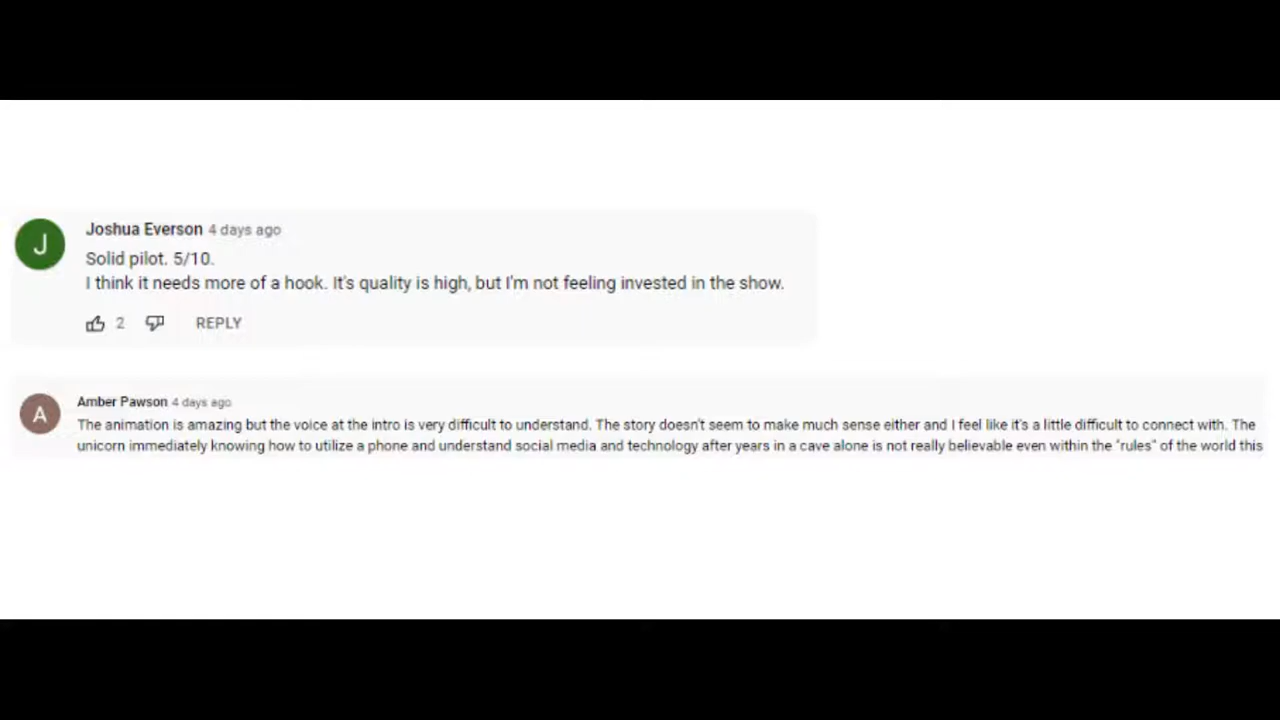 J
Joshua Everson 4 days ago
Solid pilot. 5/10.
I think it needs more of a hook. It's quality is high, but I'm not feeling invested in the show.
2 REPLY
A
Amber Pawson 4 days ago
The animation is amazing but the voice at the intro is very difficult to understand. The story doesn't seem to make much sense either and I feel like it's a little difficult to connect with. The
unicorn immediately knowing how to utilize a phone and understand social media and technology after years in a cave alone is not really believable even within the "rules" of the world this